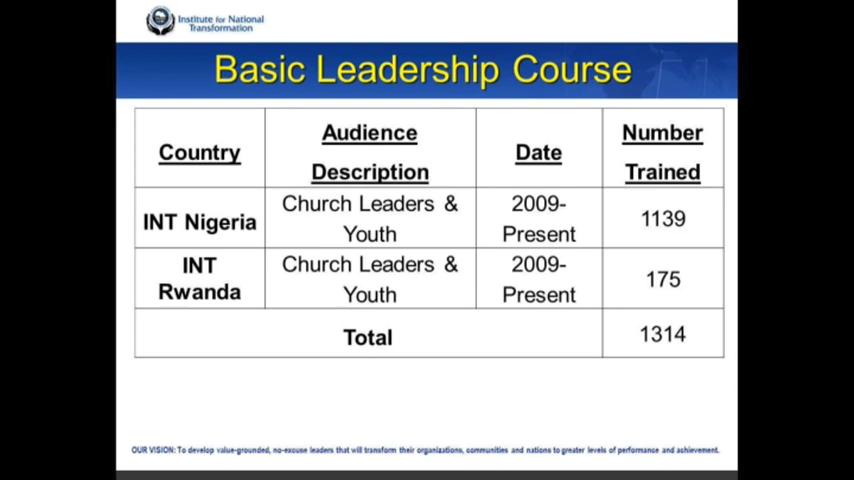 Institute for National
Transformation
Basic Leadership Course
Country
Audience
Description
Date
Number
Trained
INT Nigeria
Church Leaders &
Youth
2009-
Present
1139
INT
Rwanda
Church Leaders &
Youth
2009-
Present
175
Total
1314
OUR VISION: To develop value-grounded, no-excuse leaders that will transform their organizations, communities and nations to greater levels of performance and achievement.